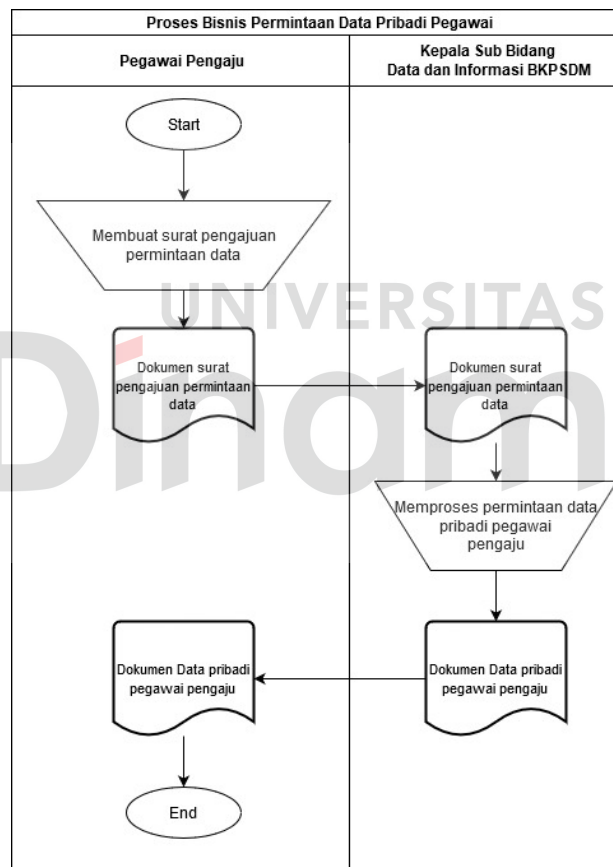 Proses Bisnis Permintaan Data Pribadi Pegawai
Pegawai Pengaju
Kepala Sub Bidang
Data dan Informasi BKPSDM
Start
Membuat surat pengajuan
permintaan data
UNIVERSITAS
Dinam
Dokumen surat
pengajuan permintaan
data
Dokumen surat
pengajuan permintaan
data
Memproses permintaan data
pribadi pegawai
pengaju
Dokumen Data pribadi
pegawai pengaju
Dokumen Data pribadi
pegawai pengaju
End